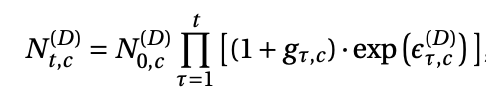 $N_{t,c}^{(D)} = N_{0,c}^{(D)} \prod_{\tau=1}^{t} \left[ (1 + g_{\tau,c}) \cdot \exp\left(\epsilon_{\tau,c}^{(D)}\right) \right],$